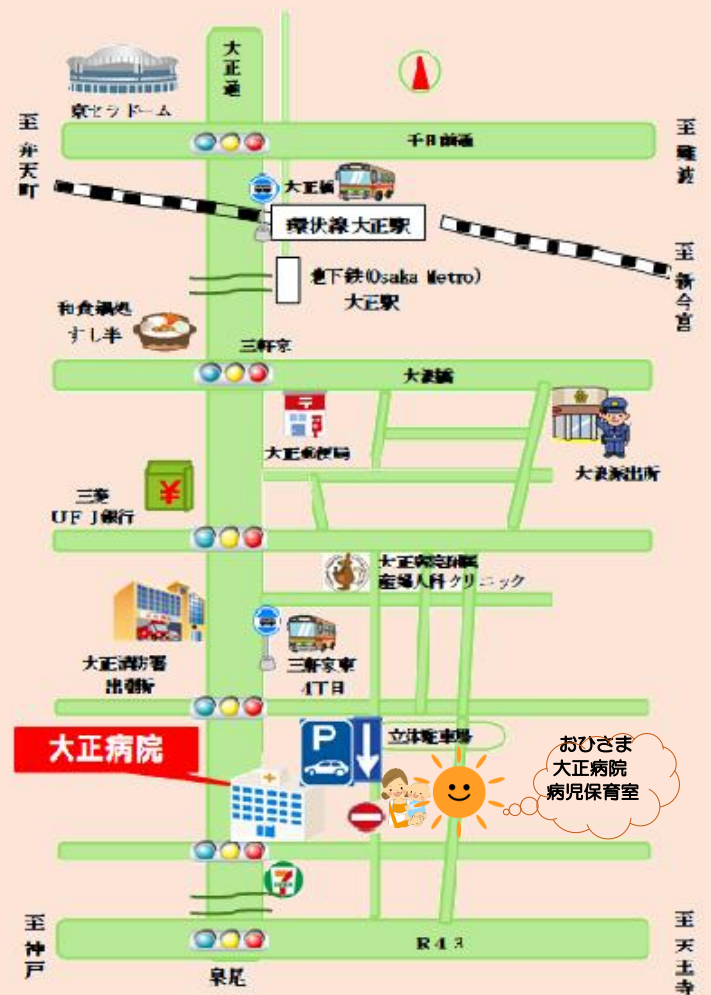 大正通
京セラドーム
至弁天町
千日前通
至難波
大正橋
環状線大正駅
至新今宮
地下鉄(Osaka Metro)
大正駅
和食鍋処
すし半
三軒家
大浪橋
大正郵便局
大浪派出所
三菱
UFJ銀行
大正病院附属
産婦人科クリニック
大正消防署
出張所
三軒家東
4丁目
P
立体駐車場
大正病院
おひさま
大正病院
病児保育室
7
至神戸
R43
至天王寺
泉尾